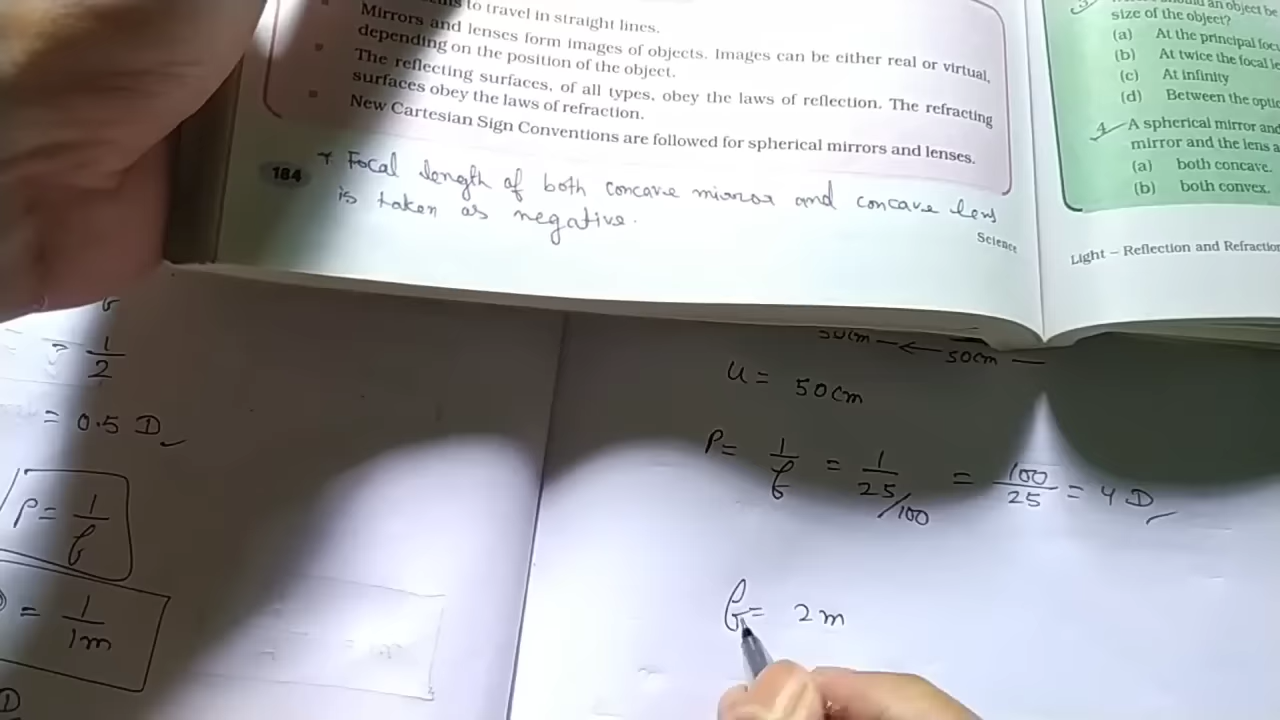 to travel in straight lines.
Mirrors and lenses form images of objects. Images can be either real or virtual,
depending on the position of the object.
The reflecting surfaces, of all types, obey the laws of reflection. The refracting
surfaces obey the laws of refraction.
New Cartesian Sign Conventions are followed for spherical mirrors and lenses.
184
* Focal length of both concave mirror and concave lens
is taken as negative.
Science
an object be
size of the object?
(a) At the principal
(b) At twice the focal
(c) At infinity
(d) Between the
4. A spherical mirror and
mirror and the lens a
(a) both concave.
(b) both convex.
Light – Reflection and
1/2
= 0.5 D
P = 1/f
= 1/1m
D
50cm ← 50cm
u = 50cm
P = 1/f = 1/25/100 = 100/25 = 4 D
f = 2m